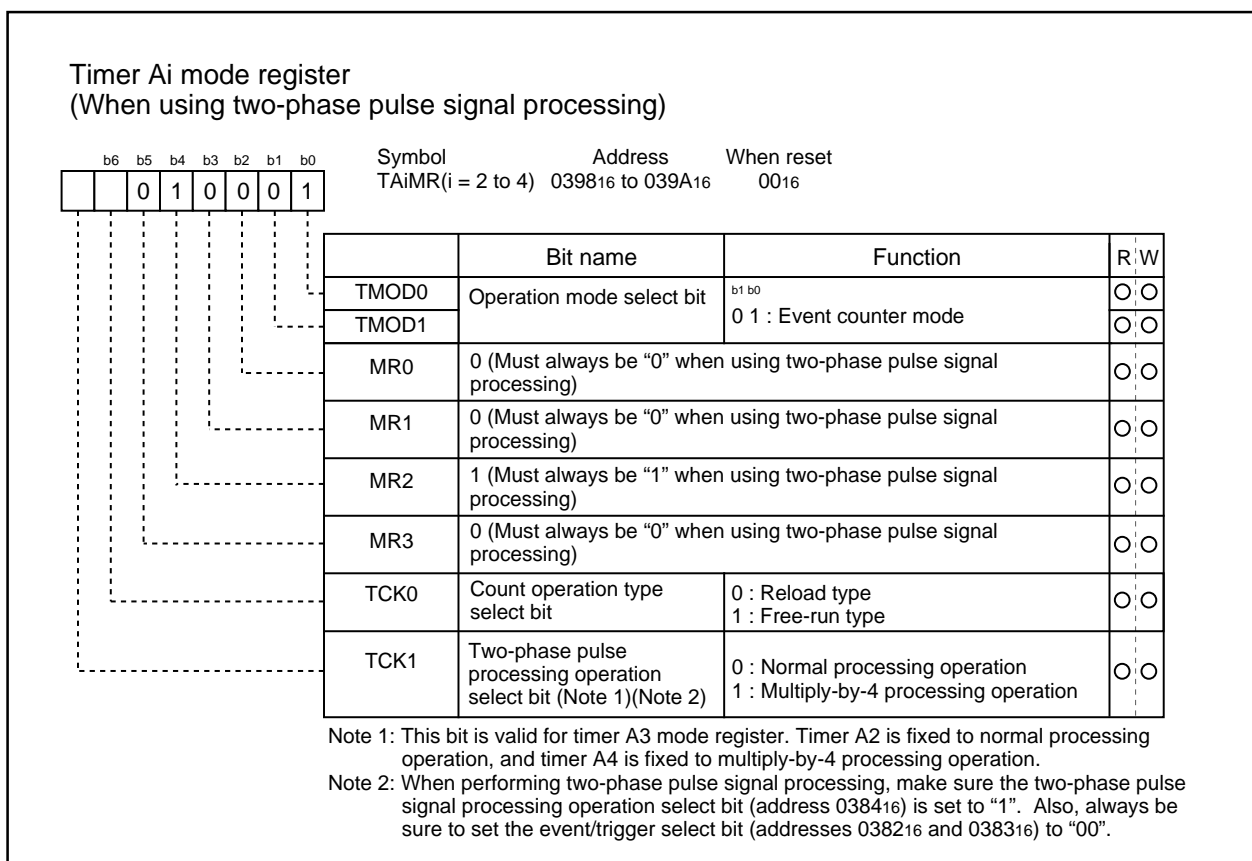 Timer Ai mode register
(When using two-phase pulse signal processing)
b6 b5 b4 b3 b2 b1 b0
0 1 0 0 0 1
Symbol Address When reset
TAiMR(i = 2 to 4) 039816 to 039A16 0016
Bit name Function R W
TMOD0 Operation mode select bit b1 b0
0 1 : Event counter mode
TMOD1
MR0 0 (Must always be “0” when using two-phase pulse signal
processing)
MR1 0 (Must always be “0” when using two-phase pulse signal
processing)
MR2 1 (Must always be “1” when using two-phase pulse signal
processing)
MR3 0 (Must always be “0” when using two-phase pulse signal
processing)
TCK0 Count operation type 0 : Reload type
select bit 1 : Free-run type
TCK1 Two-phase pulse
processing operation 0 : Normal processing operation
select bit (Note 1)(Note 2) 1 : Multiply-by-4 processing operation
Note 1: This bit is valid for timer A3 mode register. Timer A2 is fixed to normal processing
operation, and timer A4 is fixed to multiply-by-4 processing operation.
Note 2: When performing two-phase pulse signal processing, make sure the two-phase pulse
signal processing operation select bit (address 038416) is set to “1”. Also, always be
sure to set the event/trigger select bit (addresses 038216 and 038316) to “00”.